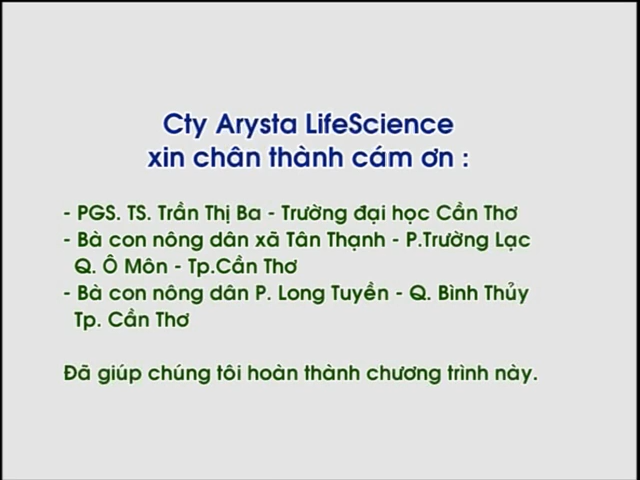 Cty Arysta LifeScience
xin chân thành cám ơn :
- PGS. TS. Trần Thị Ba - Trường đại học Cần Thơ
- Bà con nông dân xã Tân Thạnh - P.Trường Lạc
Q. Ô Môn - Tp.Cần Thơ
- Bà con nông dân P. Long Tuyền - Q. Bình Thủy
Tp. Cần Thơ
Đã giúp chúng tôi hoàn thành chương trình này.